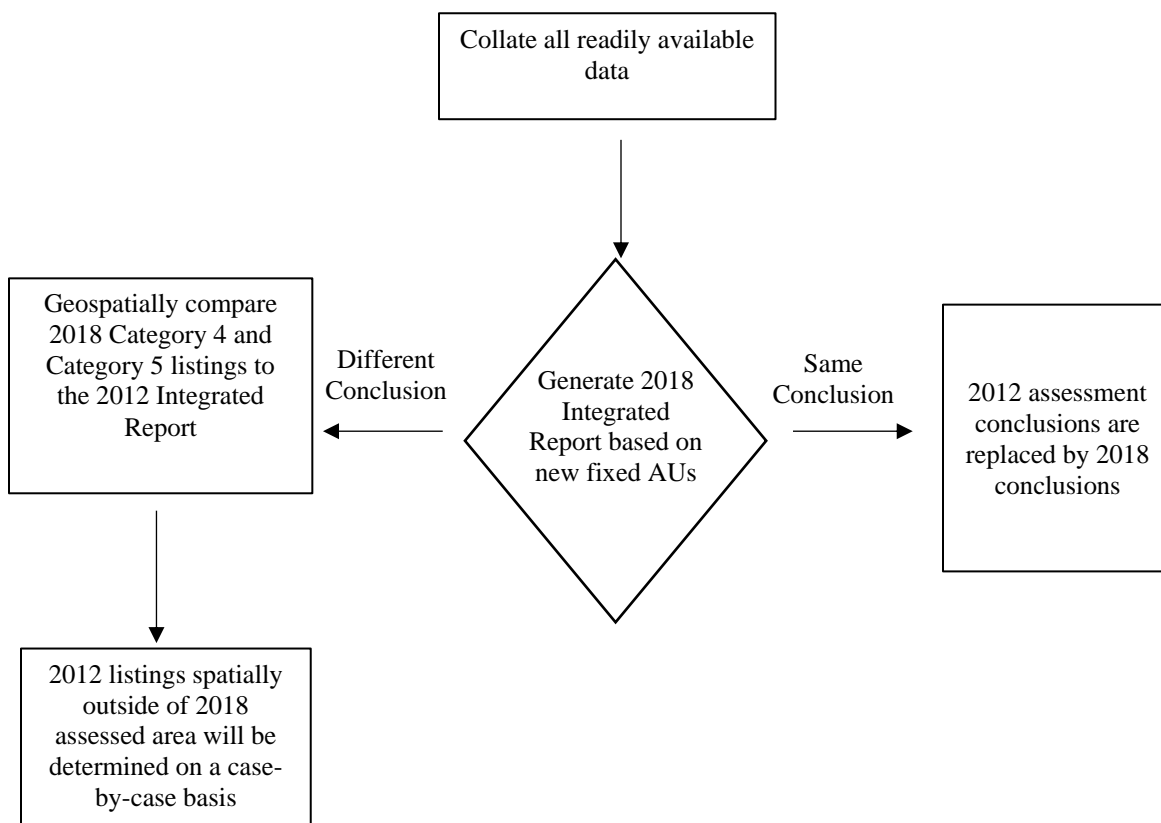 Collate all readily available
data
Geospatially compare
2018 Category 4 and
Category 5 listings to
the 2012 Integrated
Report
Different
Conclusion
Generate 2018
Integrated
Report based on
new fixed AUs
Same
Conclusion
2012 assessment
conclusions are
replaced by 2018
conclusions
2012 listings spatially
outside of 2018
assessed area will be
determined on a case-
by-case basis